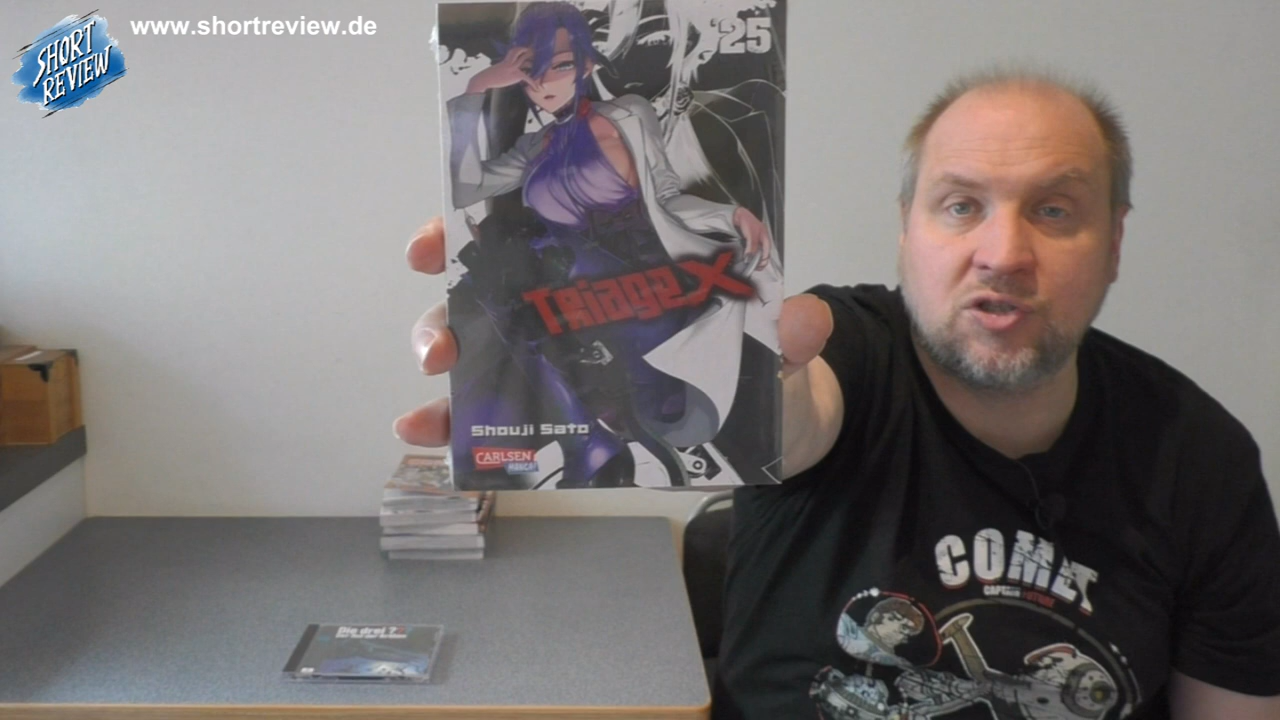 SHORT
REVIEW
www.shortreview.de
25
TRiage X
Shouji Sato
CARLSEN
MANGA!
COMET
CAPTAIN FUTURE
Die drei ???